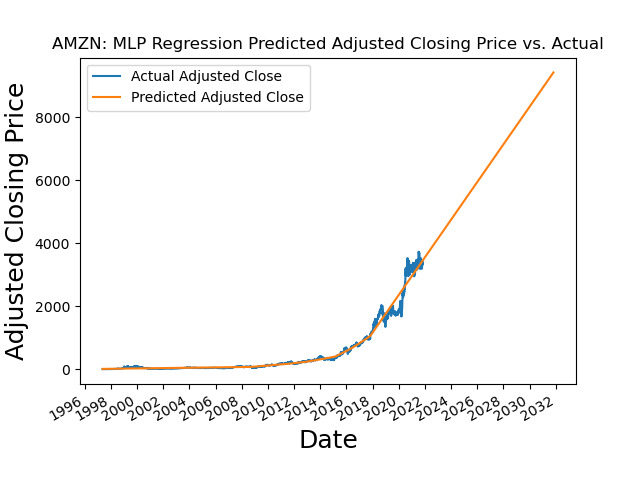 AMZN: MLP Regression Predicted Adjusted Closing Price vs. Actual
Actual Adjusted Close
Predicted Adjusted Close
Adjusted Closing Price
8000
6000
4000
2000
0
1996 1998 2000 2002 2004 2006 2008 2010 2012 2014 2016 2018 2020 2022 2024 2026 2028 2030 2032
Date